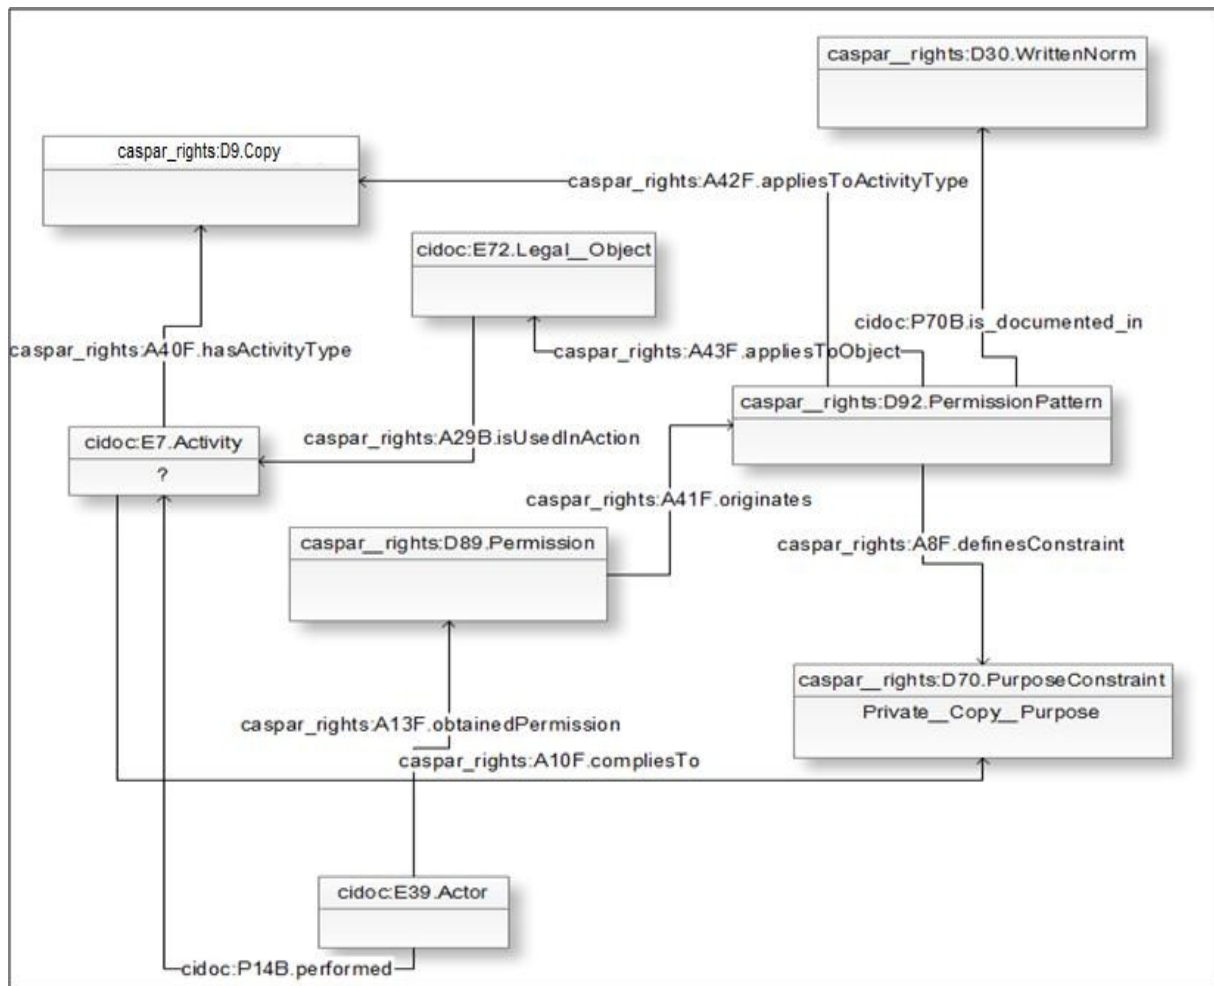 caspar__rights:D30.WrittenNorm
caspar_rights:D9.Copy
caspar_rights:A42F.appliesToActivityType
cidoc:E72.Legal__Object
cidoc:P70B.is_documented_in
caspar_rights:A40F.hasActivityType
caspar_rights:A43F.appliesToObject
caspar__rights:D92.PermissionPattern
cidoc:E7.Activity
?
caspar_rights:A29B.isUsedInAction
caspar_rights:A41F.originates
caspar__rights:D89.Permission
caspar_rights:A8F.definesConstraint
caspar__rights:D70.PurposeConstraint
Private__Copy__Purpose
caspar_rights:A13F.obtainedPermission
caspar_rights:A10F.compliesTo
cidoc:E39.Actor
cidoc:P14B.performed